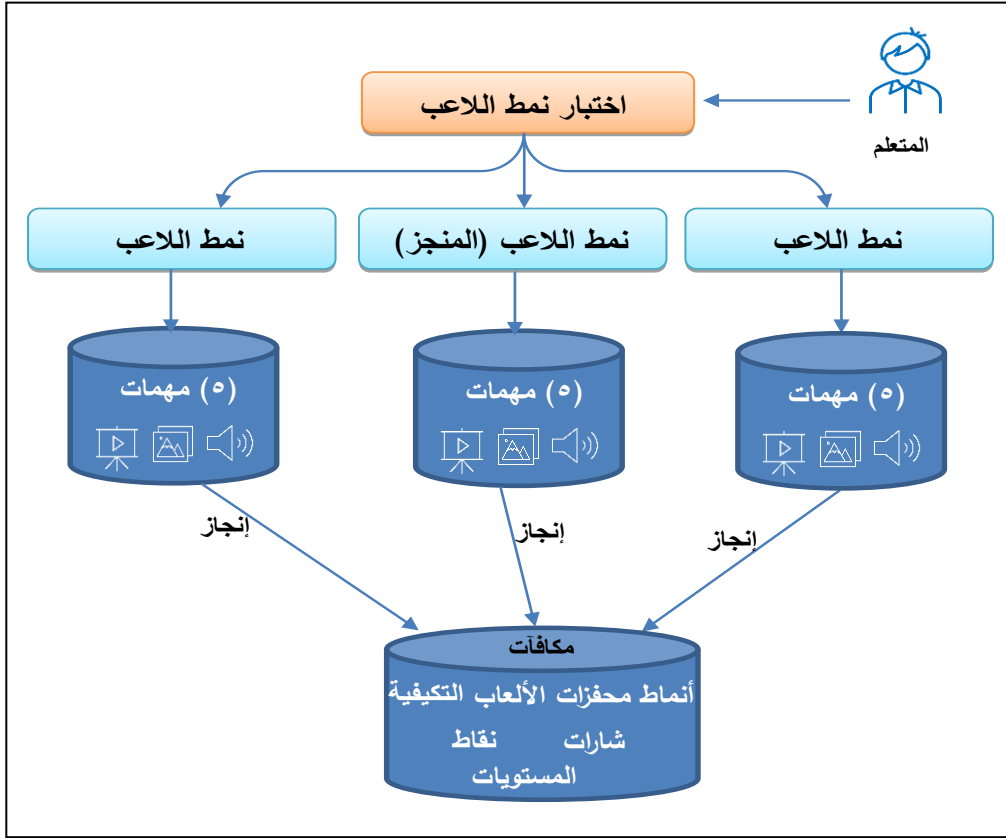 المتعلم
اختبار نمط اللاعب
نمط اللاعب
نمط اللاعب (المنجز)
نمط اللاعب
(٥) مهمات
(٥) مهمات
(٥) مهمات
إنجاز
إنجاز
إنجاز
مكافآت
أنماط محفزات الألعاب التكيفية
شارات نقاط
المستويات